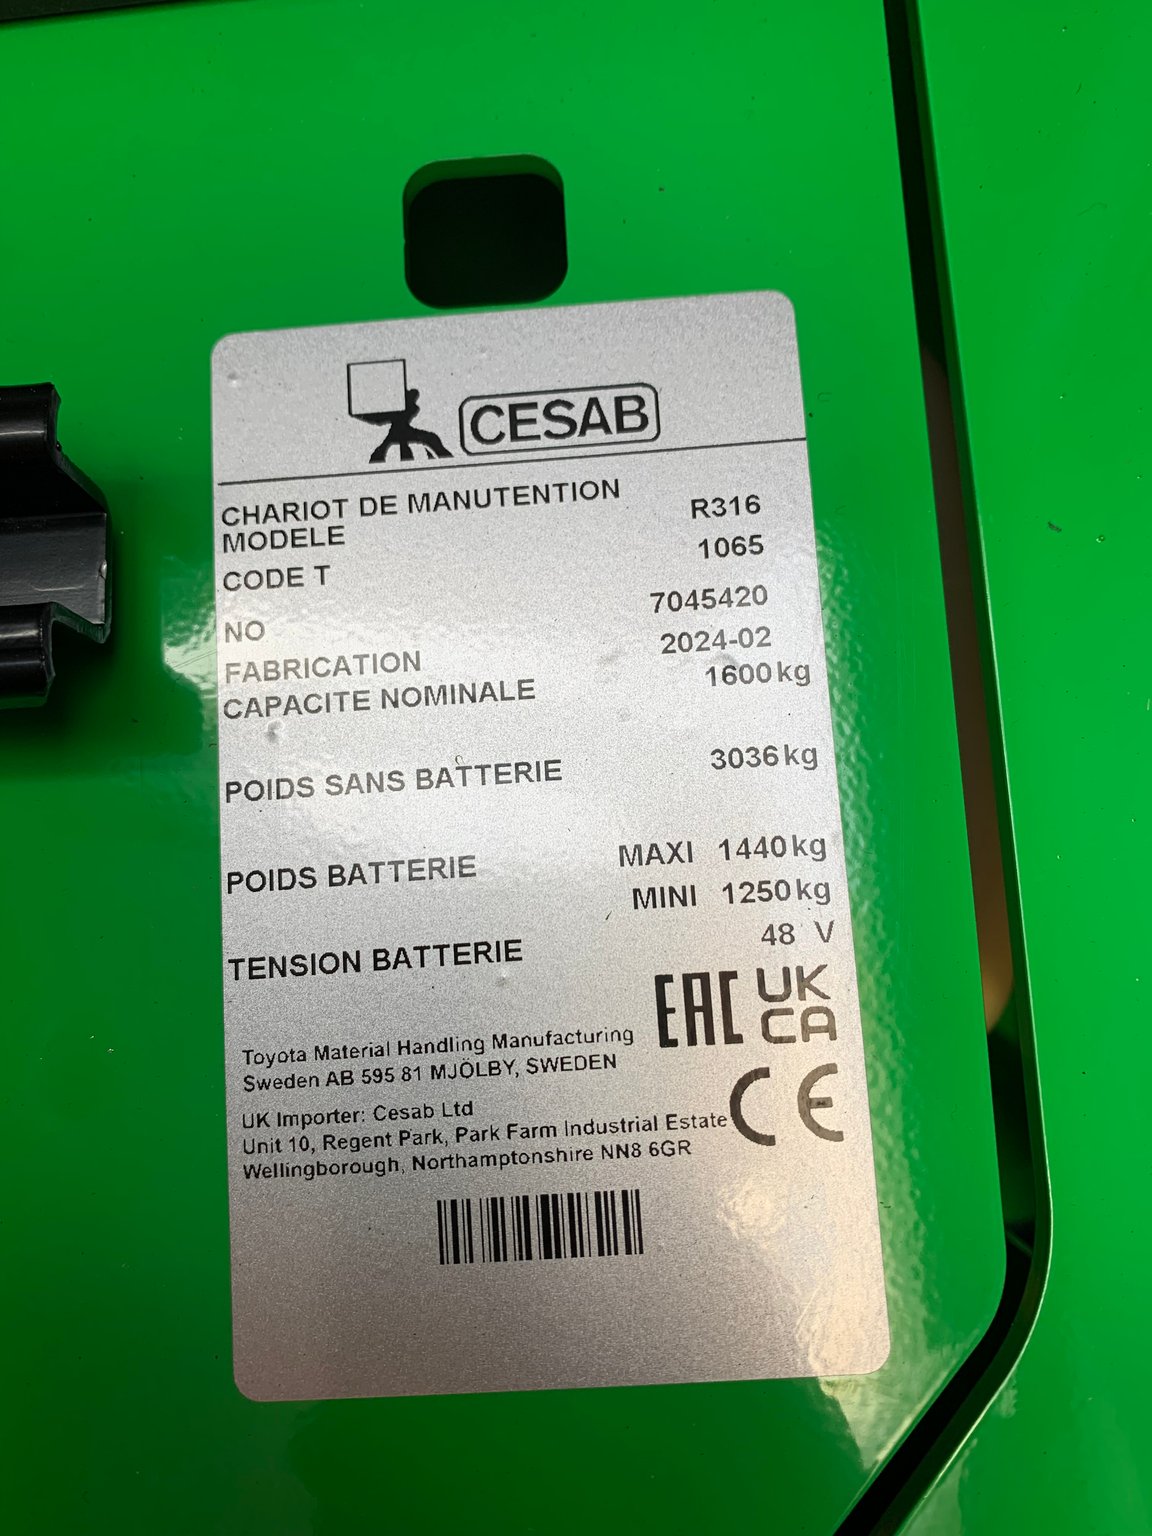 CESAB
CHARIOT DE MANUTENTION
MODELE R316
CODE T 1065
NO 7045420
FABRICATION 2024-02
CAPACITE NOMINALE 1600 kg
POIDS SANS BATTERIE 3036 kg
POIDS BATTERIE MAXI 1440 kg
MINI 1250 kg
TENSION BATTERIE 48 V
EAC UK CA
CE
Toyota Material Handling Manufacturing
Sweden AB 595 81 MJÖLBY, SWEDEN
UK Importer: Cesab Ltd
Unit 10, Regent Park, Park Farm Industrial Estate
Wellingborough, Northamptonshire NN8 6GR